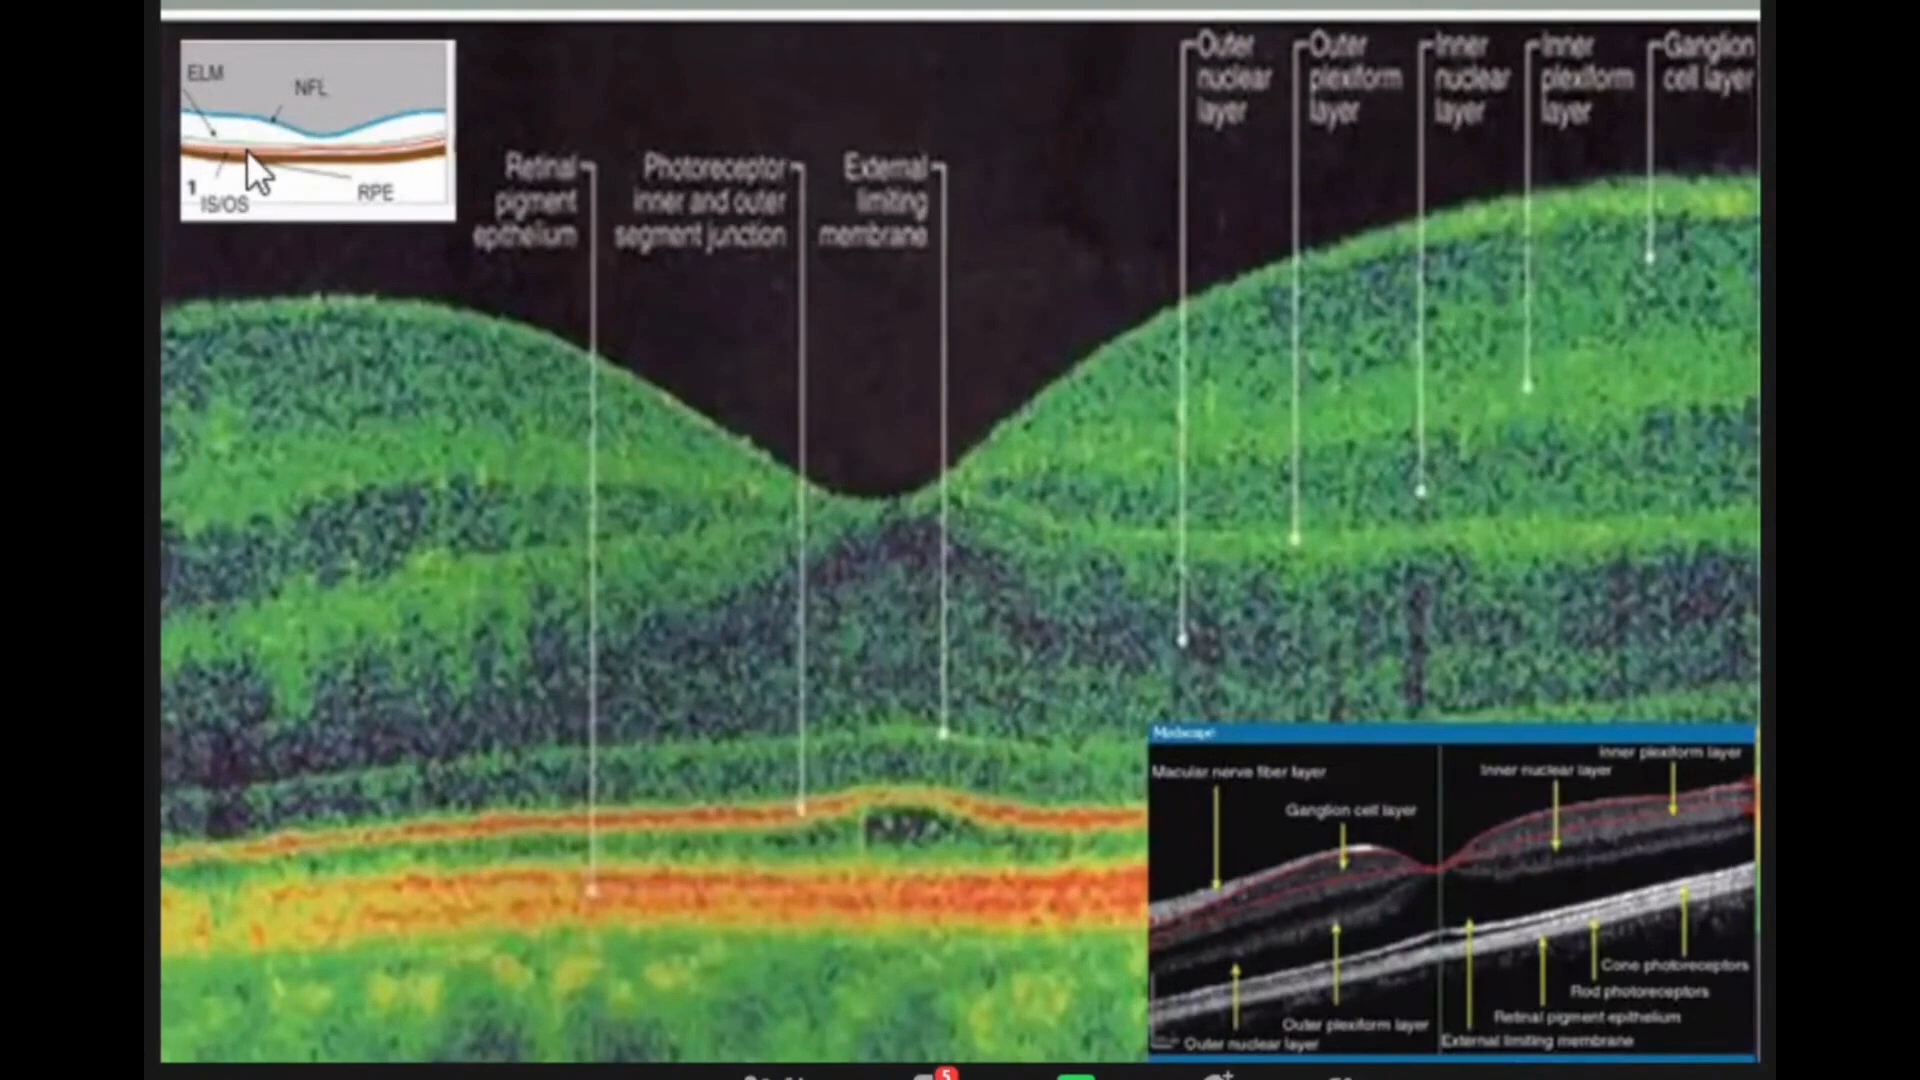 ELM
NFL
1
IS/OS
RPE
Retinal
pigment
epithelium
Photoreceptor
inner and outer
segment junction
External
limiting
membrane
Outer
nuclear
layer
Outer
plexiform
layer
Inner
nuclear
layer
Inner
plexiform
layer
Ganglion
cell layer
Medscape
Inner plexiform layer
Inner nuclear layer
Macular nerve fiber layer
Ganglion cell layer
Cone photoreceptors
Rod photoreceptors
Retinal pigment epithelium
Outer plexiform layer
External limiting membrane
Outer nuclear layer
5